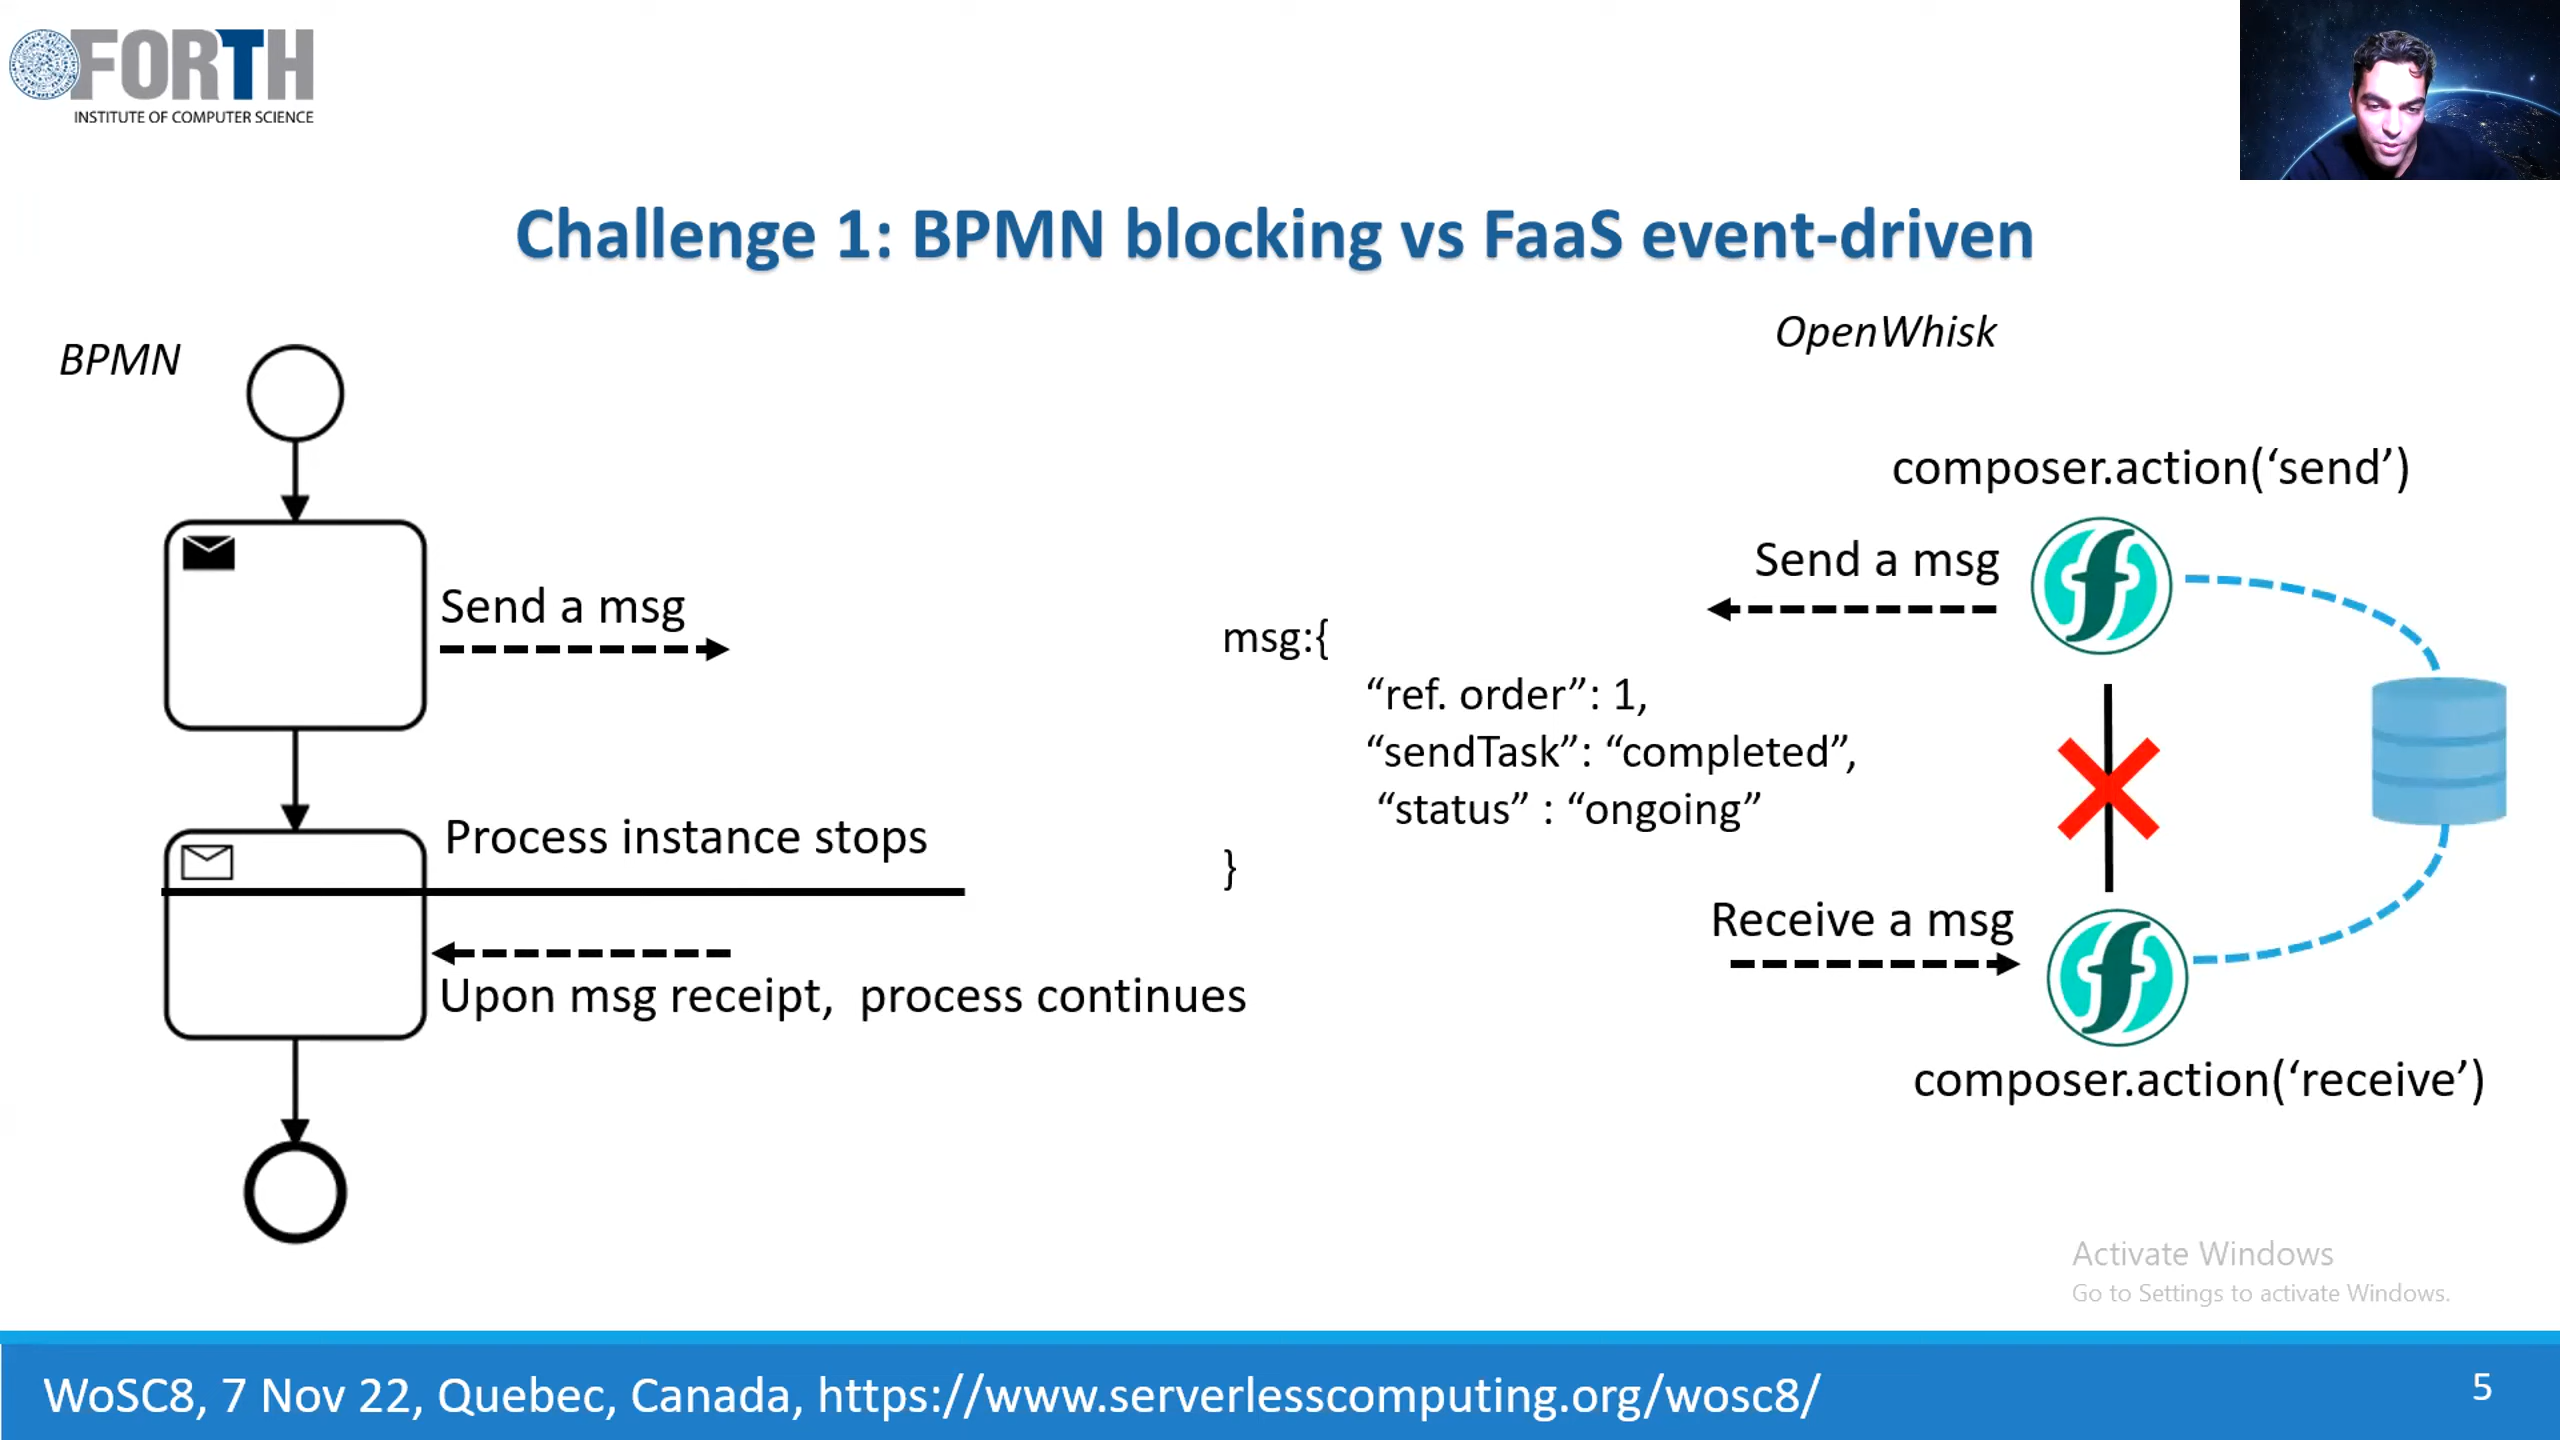 FORTH
INSTITUTE OF COMPUTER SCIENCE
Challenge 1: BPMN blocking vs FaaS event-driven
BPMN
Send a msg
Process instance stops
Upon msg receipt,  process continues
msg:{
“ref. order”: 1,
“sendTask”: “completed”,
“status” : “ongoing”
}
OpenWhisk
composer.action(‘send’)
Send a msg
Receive a msg
composer.action(‘receive’)
Activate Windows
Go to Settings to activate Windows.
WoSC8, 7 Nov 22, Quebec, Canada, https://www.serverlesscomputing.org/wosc8/
5